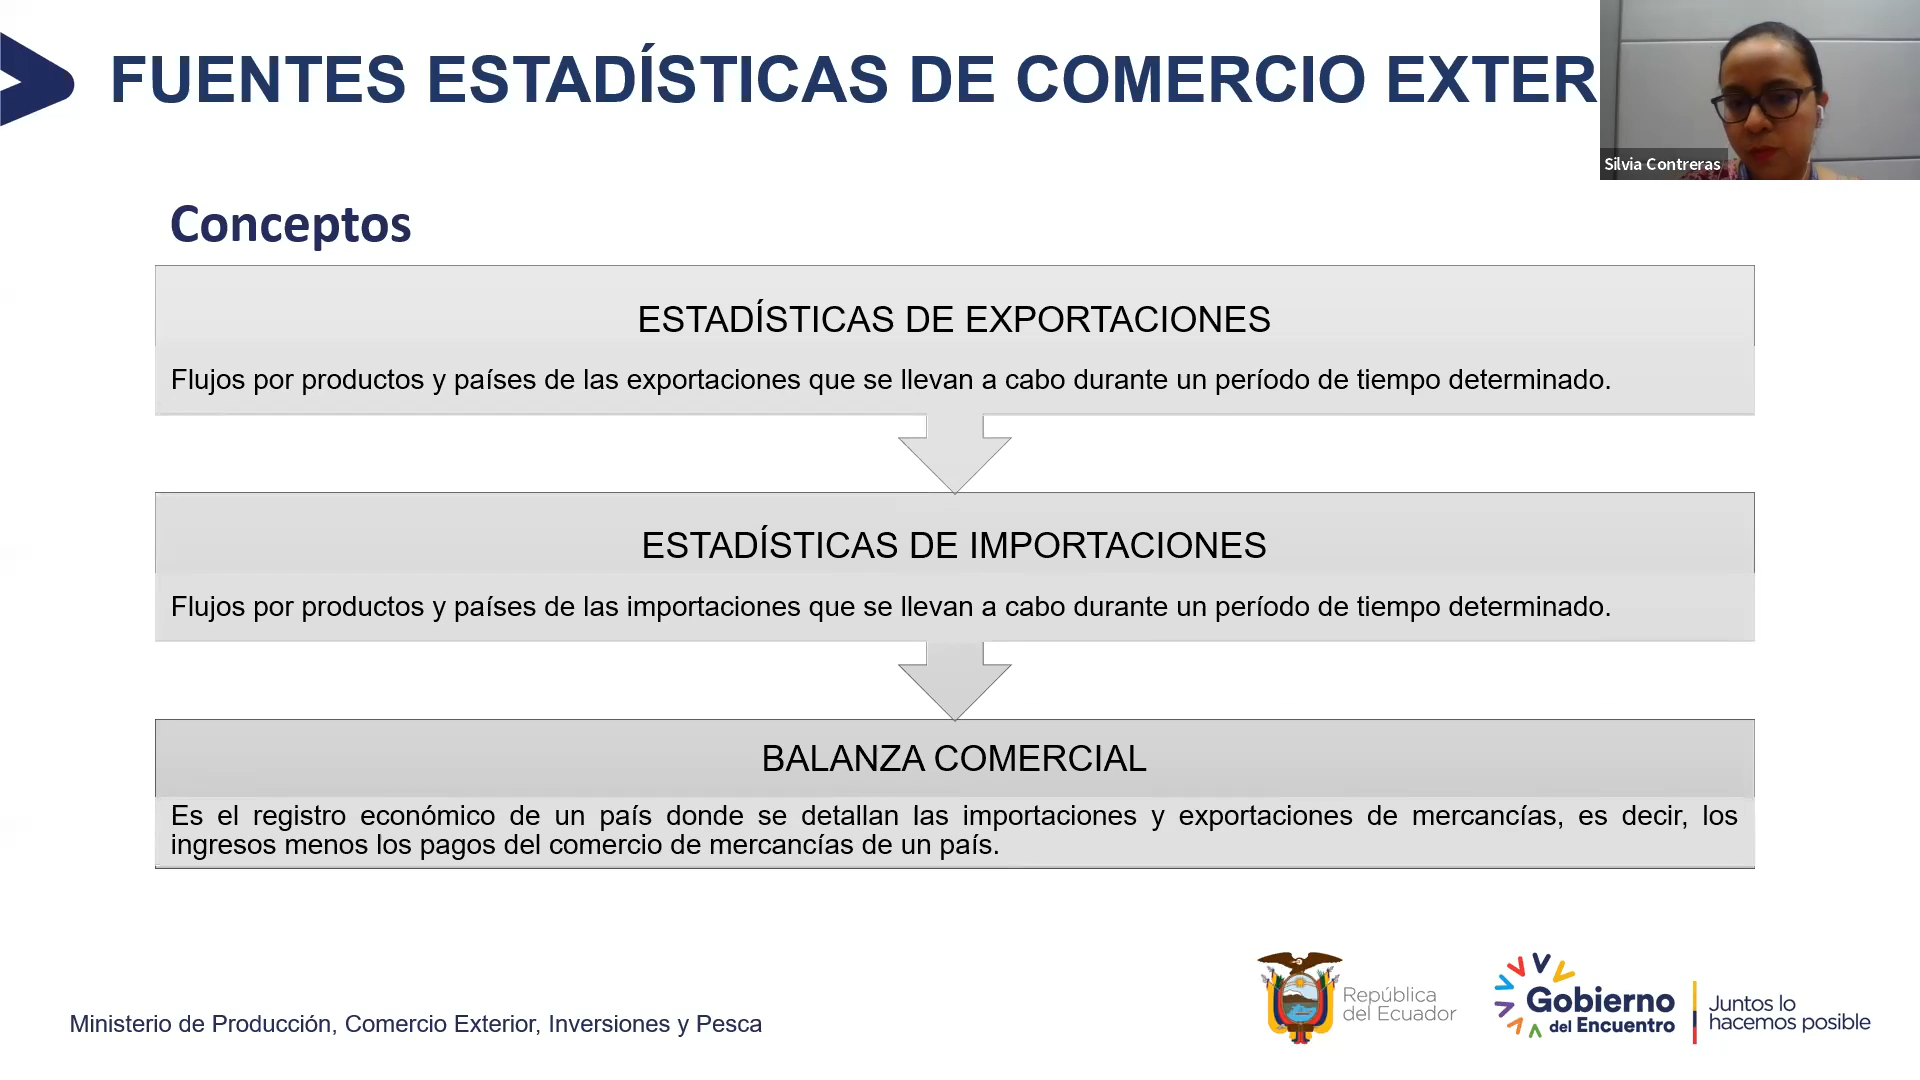 FUENTES ESTADÍSTICAS DE COMERCIO EXTER
Silvia Contreras
Conceptos
ESTADÍSTICAS DE EXPORTACIONES
Flujos por productos y países de las exportaciones que se llevan a cabo durante un período de tiempo determinado.
ESTADÍSTICAS DE IMPORTACIONES
Flujos por productos y países de las importaciones que se llevan a cabo durante un período de tiempo determinado.
BALANZA COMERCIAL
Es el registro económico de un país donde se detallan las importaciones y exportaciones de mercancías, es decir, los
ingresos menos los pagos del comercio de mercancías de un país.
Ministerio de Producción, Comercio Exterior, Inversiones y Pesca
República
del Ecuador
Gobierno
del Encuentro
Juntos lo
hacemos posible